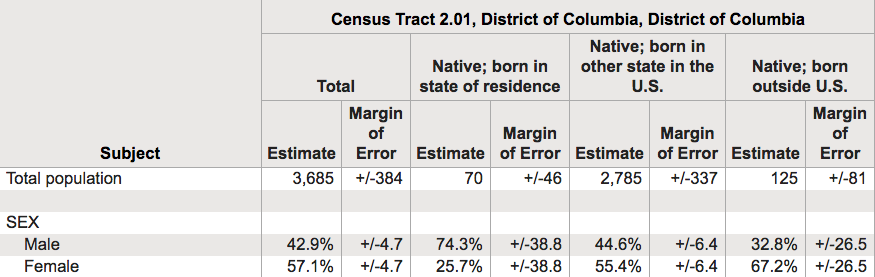 Census Tract 2.01, District of Columbia, District of Columbia
Total
Native; born in
state of residence
Native; born in
other state in the
U.S.
Native; born
outside U.S.
Subject
Estimate
Margin
of
Error
Estimate
Margin
of Error
Estimate
Margin
of Error
Estimate
Margin
of
Error
Total population 3,685 +/-384 70 +/-46 2,785 +/-337 125 +/-81
SEX
Male 42.9% +/-4.7 74.3% +/-38.8 44.6% +/-6.4 32.8% +/-26.5
Female 57.1% +/-4.7 25.7% +/-38.8 55.4% +/-6.4 67.2% +/-26.5